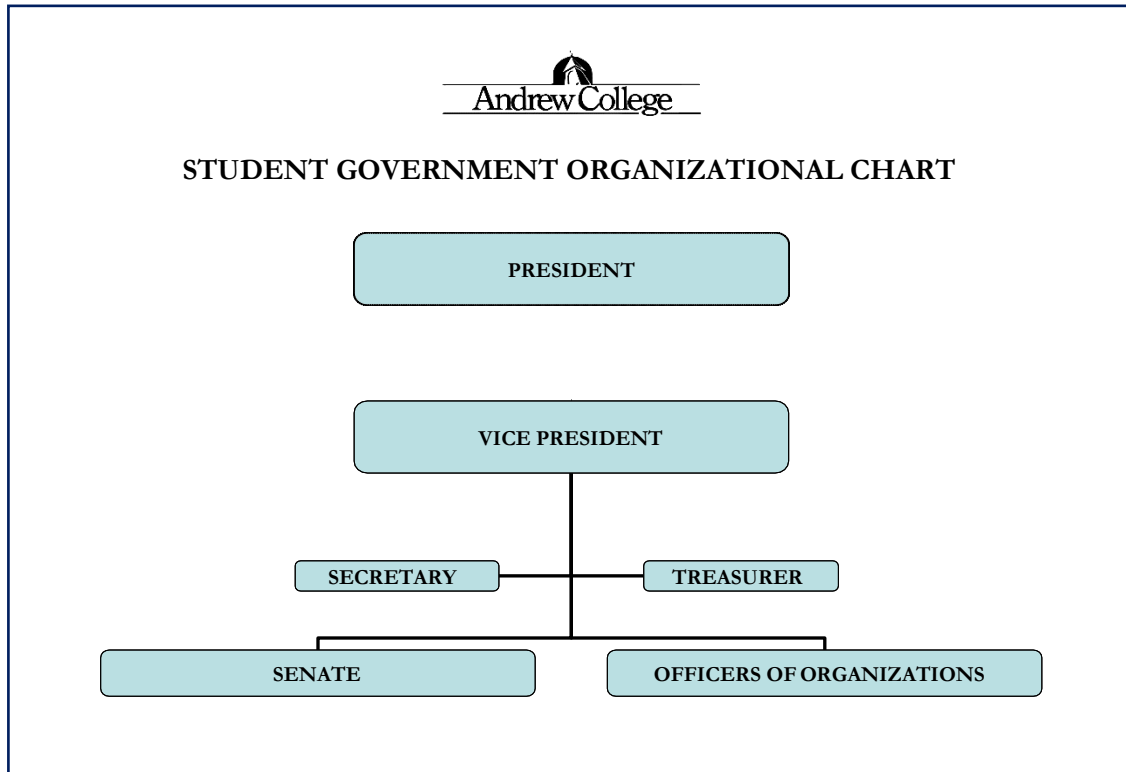 Andrew College
STUDENT GOVERNMENT ORGANIZATIONAL CHART
PRESIDENT
VICE PRESIDENT
SECRETARY
TREASURER
SENATE
OFFICERS OF ORGANIZATIONS